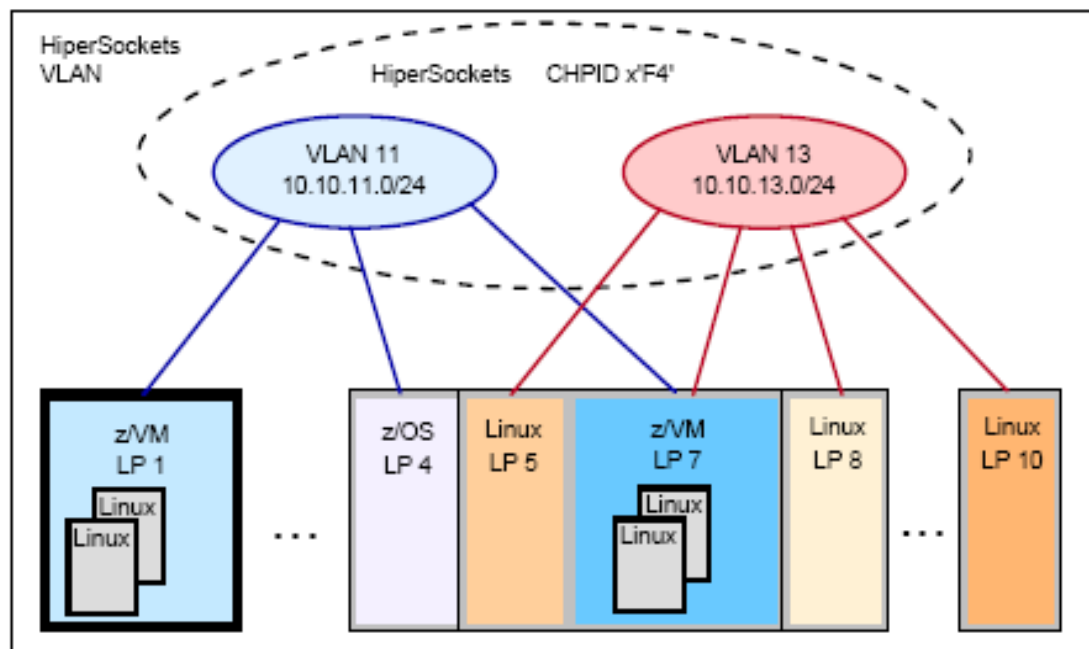 HiperSockets
VLAN
HiperSockets CHPID x'F4'
VLAN 11
10.10.11.0/24
VLAN 13
10.10.13.0/24
z/VM
LP 1
Linux
Linux
...
z/OS
LP 4
Linux
LP 5
z/VM
LP 7
Linux
Linux
Linux
LP 8
...
Linux
LP 10